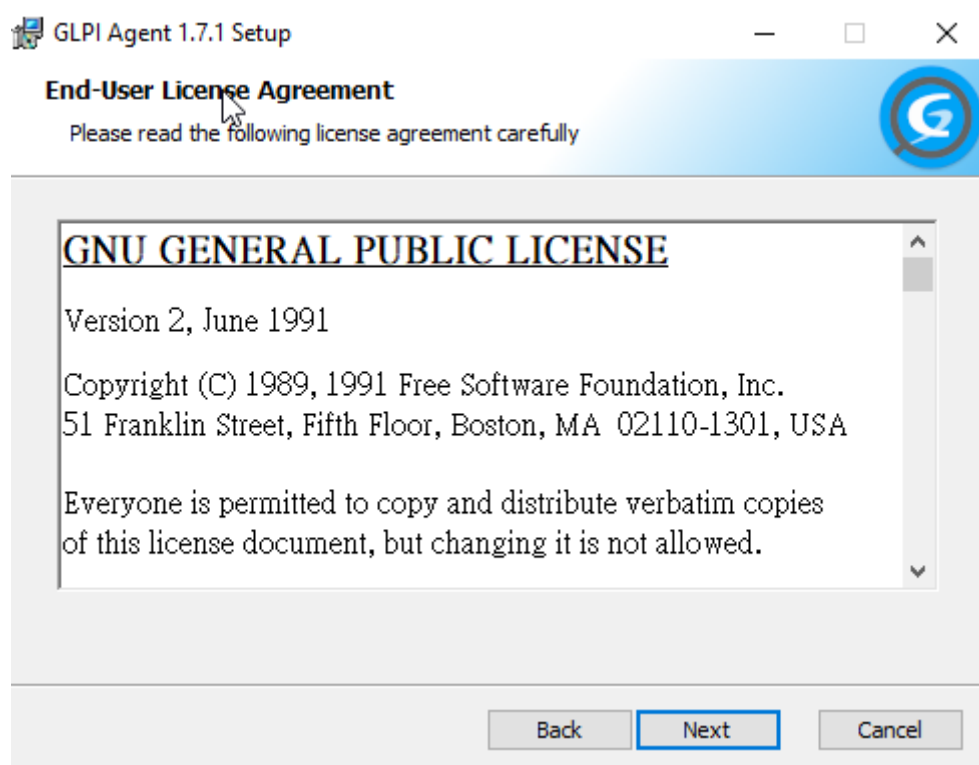 GLPI Agent 1.7.1 Setup
End-User License Agreement
Please read the following license agreement carefully
GNU GENERAL PUBLIC LICENSE
Version 2, June 1991
Copyright (C) 1989, 1991 Free Software Foundation, Inc.
51 Franklin Street, Fifth Floor, Boston, MA  02110-1301, USA
Everyone is permitted to copy and distribute verbatim copies
of this license document, but changing it is not allowed.
Back Next Cancel